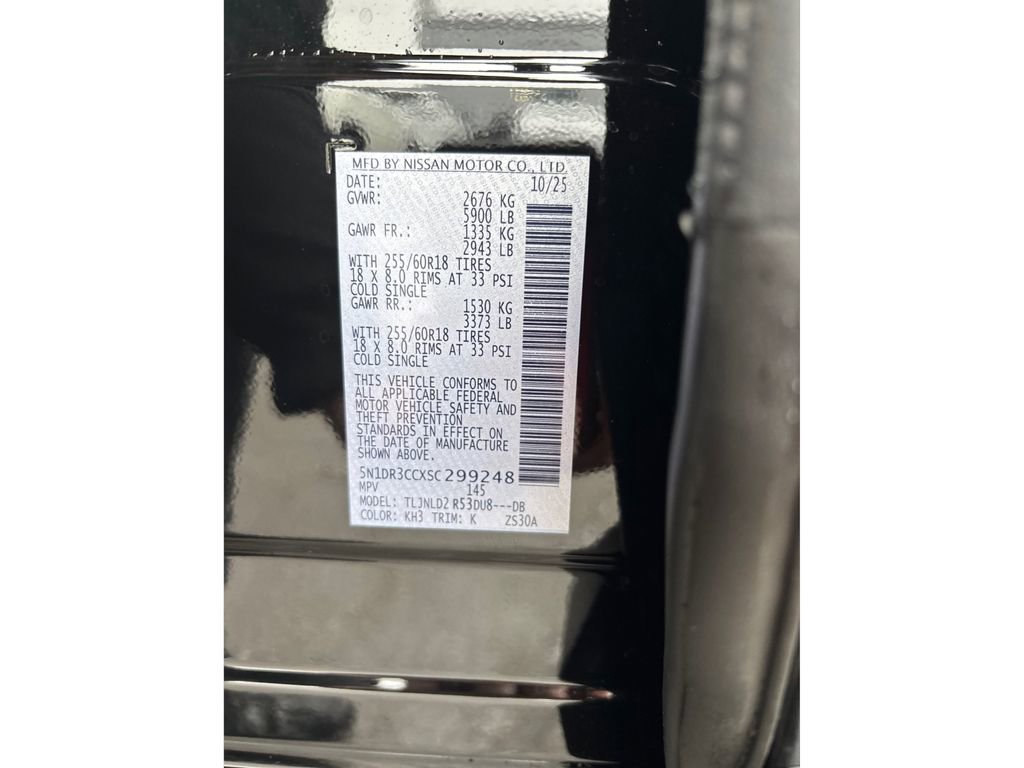 MFD BY NISSAN MOTOR CO., LTD.
DATE: 10/25
GVWR: 2676 KG
5900 LB
GAWR FR.: 1335 KG
2943 LB
WITH 255/60R18 TIRES
18 X 8.0 RIMS AT 33 PSI
COLD SINGLE
GAWR RR.: 1530 KG
3373 LB
WITH 255/60R18 TIRES
18 X 8.0 RIMS AT 33 PSI
COLD SINGLE
THIS VEHICLE CONFORMS TO
ALL APPLICABLE FEDERAL
MOTOR VEHICLE SAFETY AND
THEFT PREVENTION
STANDARDS IN EFFECT ON
THE DATE OF MANUFACTURE
SHOWN ABOVE.
5N1DR3CCXSC299248
MPV 145
MODEL: TLJNLD2 R53DU8---DB
COLOR: KH3 TRIM: K ZS30A